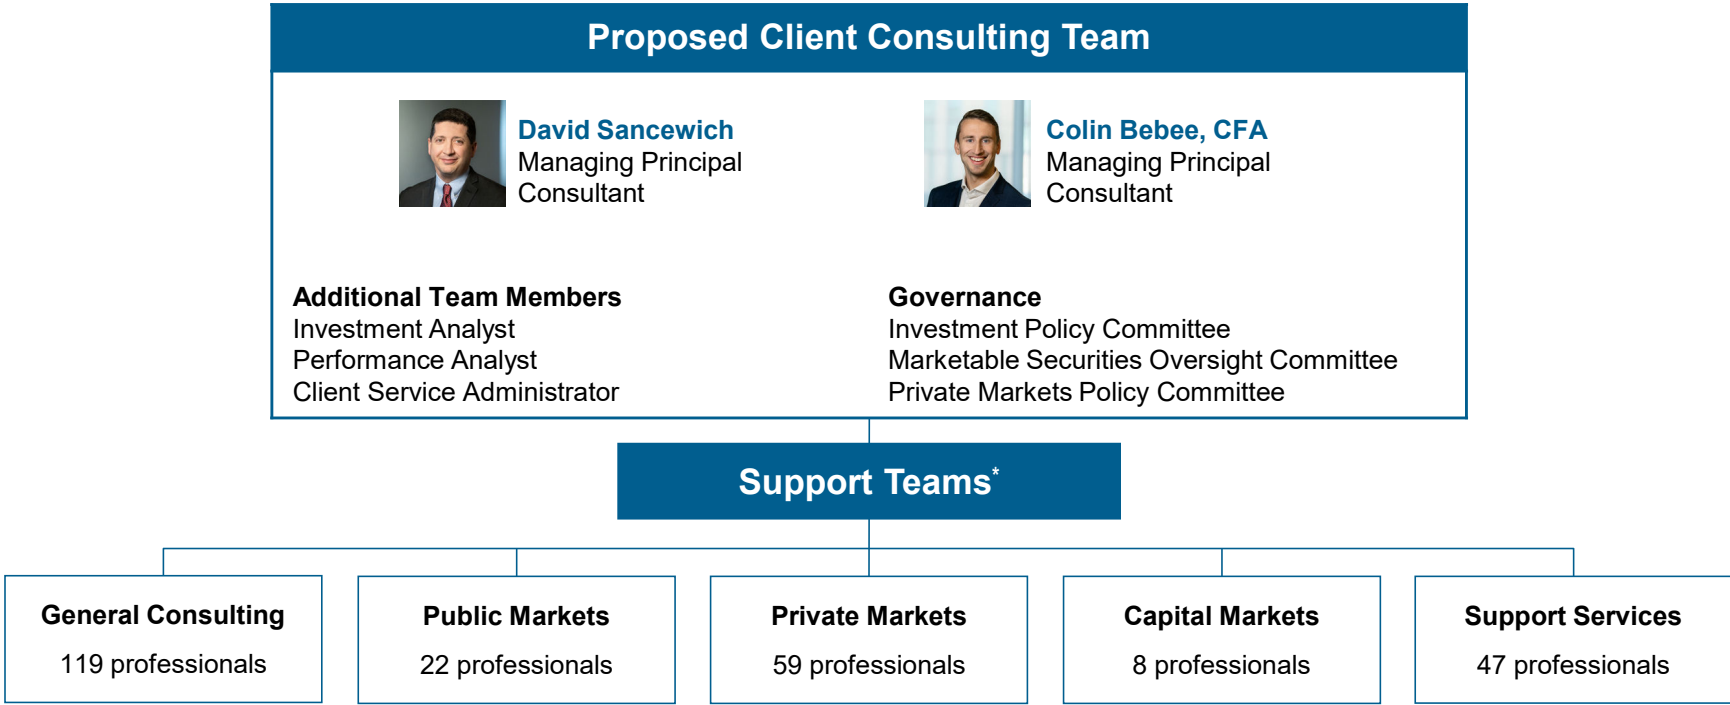 Proposed Client Consulting Team
David Sancewich
Managing Principal
Consultant
Colin Bebee, CFA
Managing Principal
Consultant
Additional Team Members
Investment Analyst
Performance Analyst
Client Service Administrator
Governance
Investment Policy Committee
Marketable Securities Oversight Committee
Private Markets Policy Committee
Support Teams*
General Consulting
119 professionals
Public Markets
22 professionals
Private Markets
59 professionals
Capital Markets
8 professionals
Support Services
47 professionals